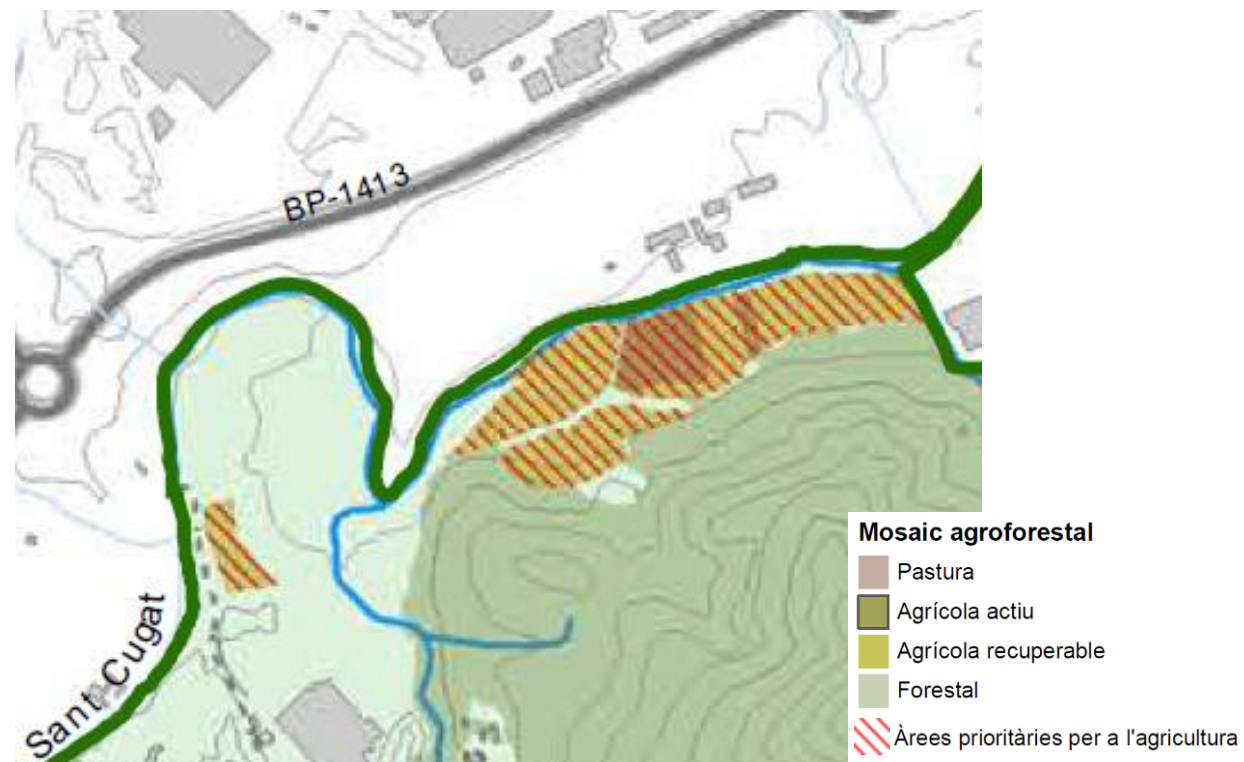 BP-1413
Sant Cugat
Mosaic agroforestal
Pastura
Agrícola actiu
Agrícola recuperable
Forestal
Àrees prioritàries per a l'agricultura